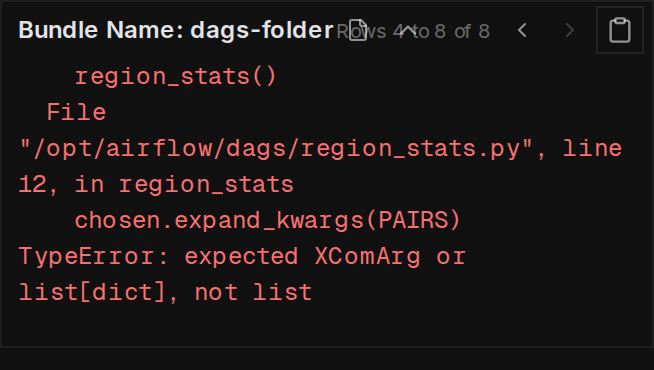 Bundle Name: dags-folder Rows 4 to 8 of 8
region_stats()
File
"/opt/airflow/dags/region_stats.py", line
12, in region_stats
chosen.expand_kwargs(PAIRS)
TypeError: expected XComArg or
list[dict], not list